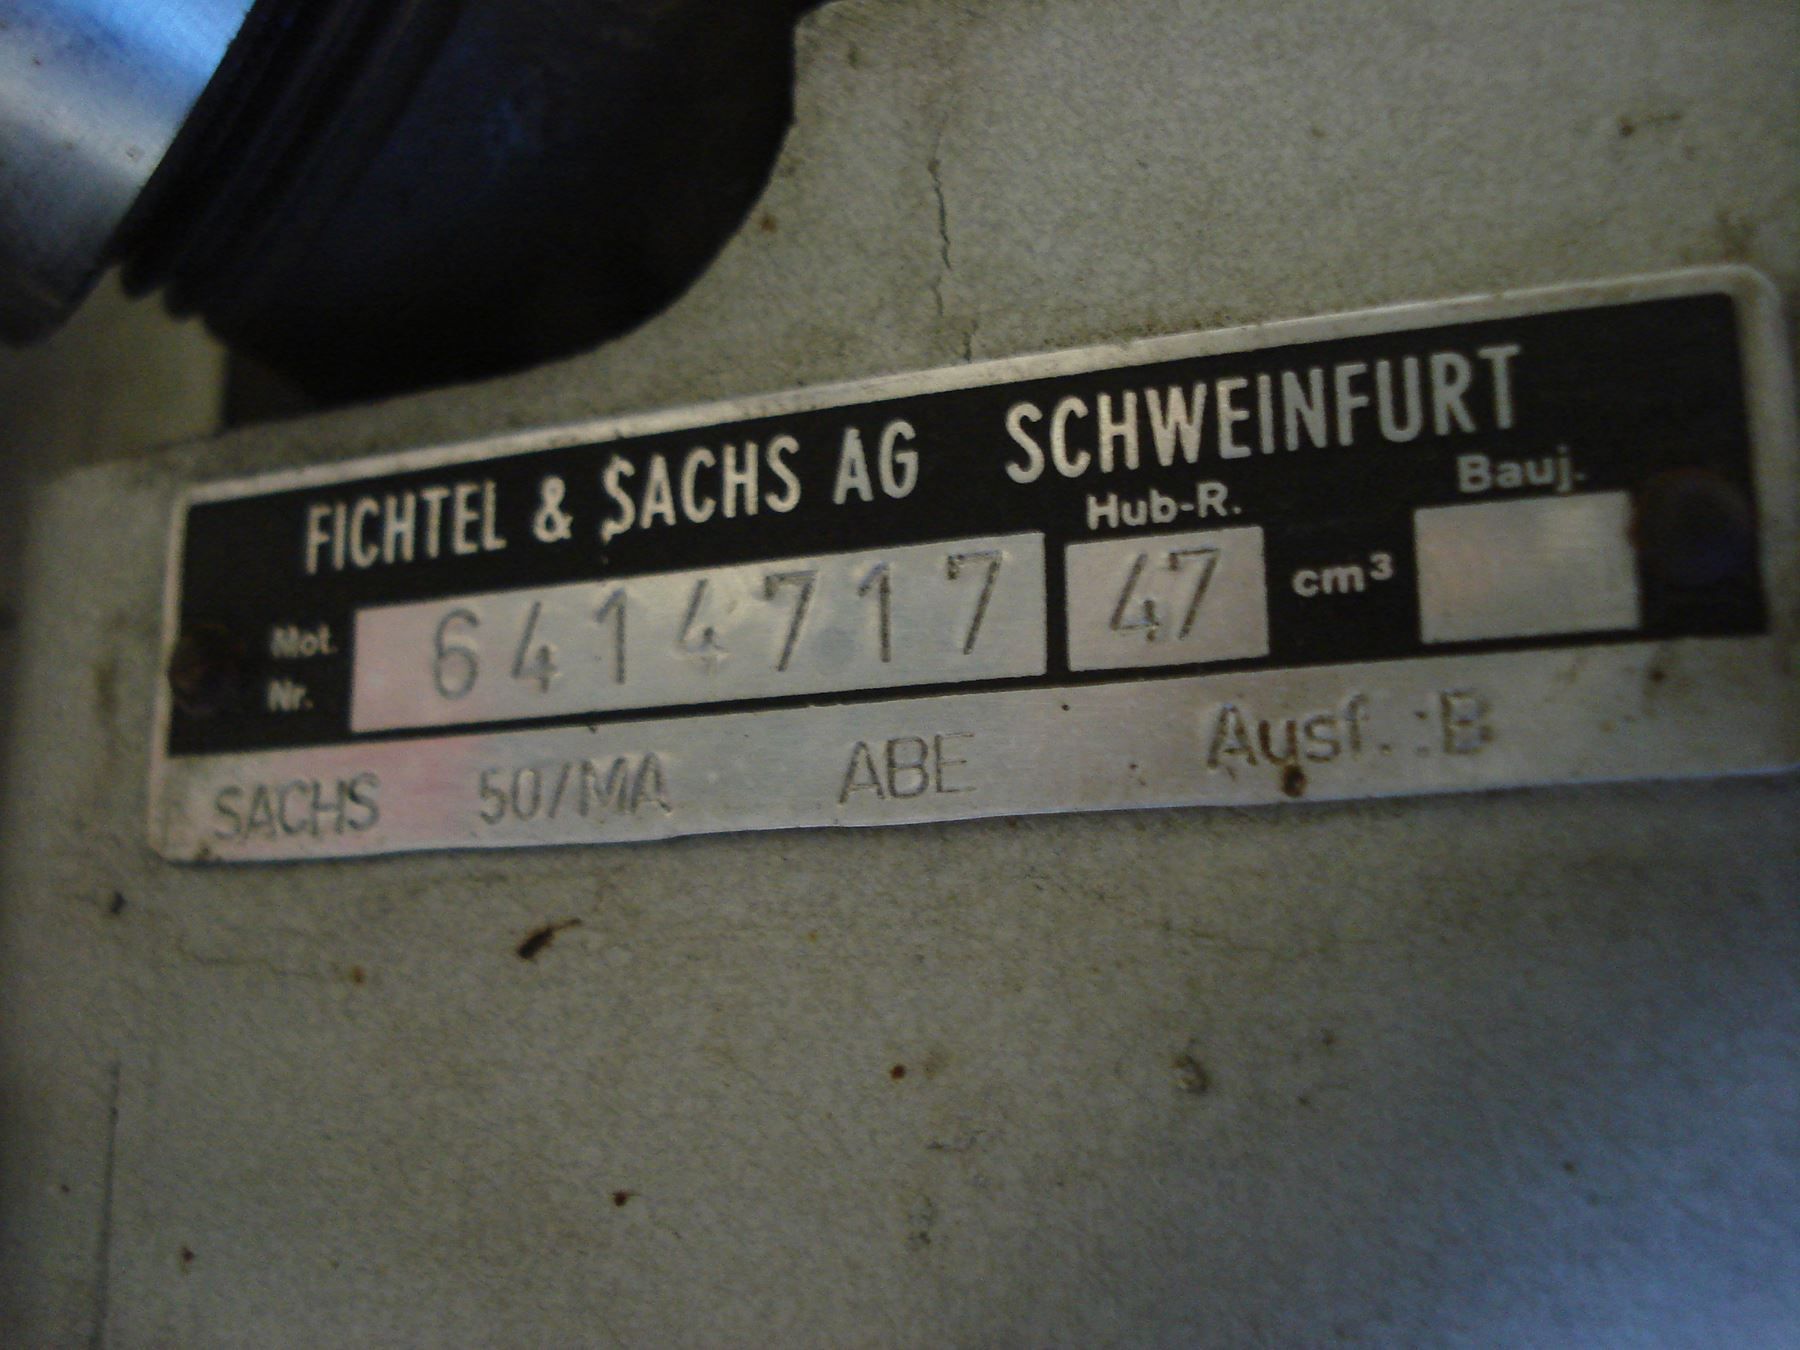 FICHTEL & SACHS AG SCHWEINFURT
Hub-R. Bauj.
Mot. Nr. 6414717 47 cm³
SACHS 50/MA ABE Ausf.:B